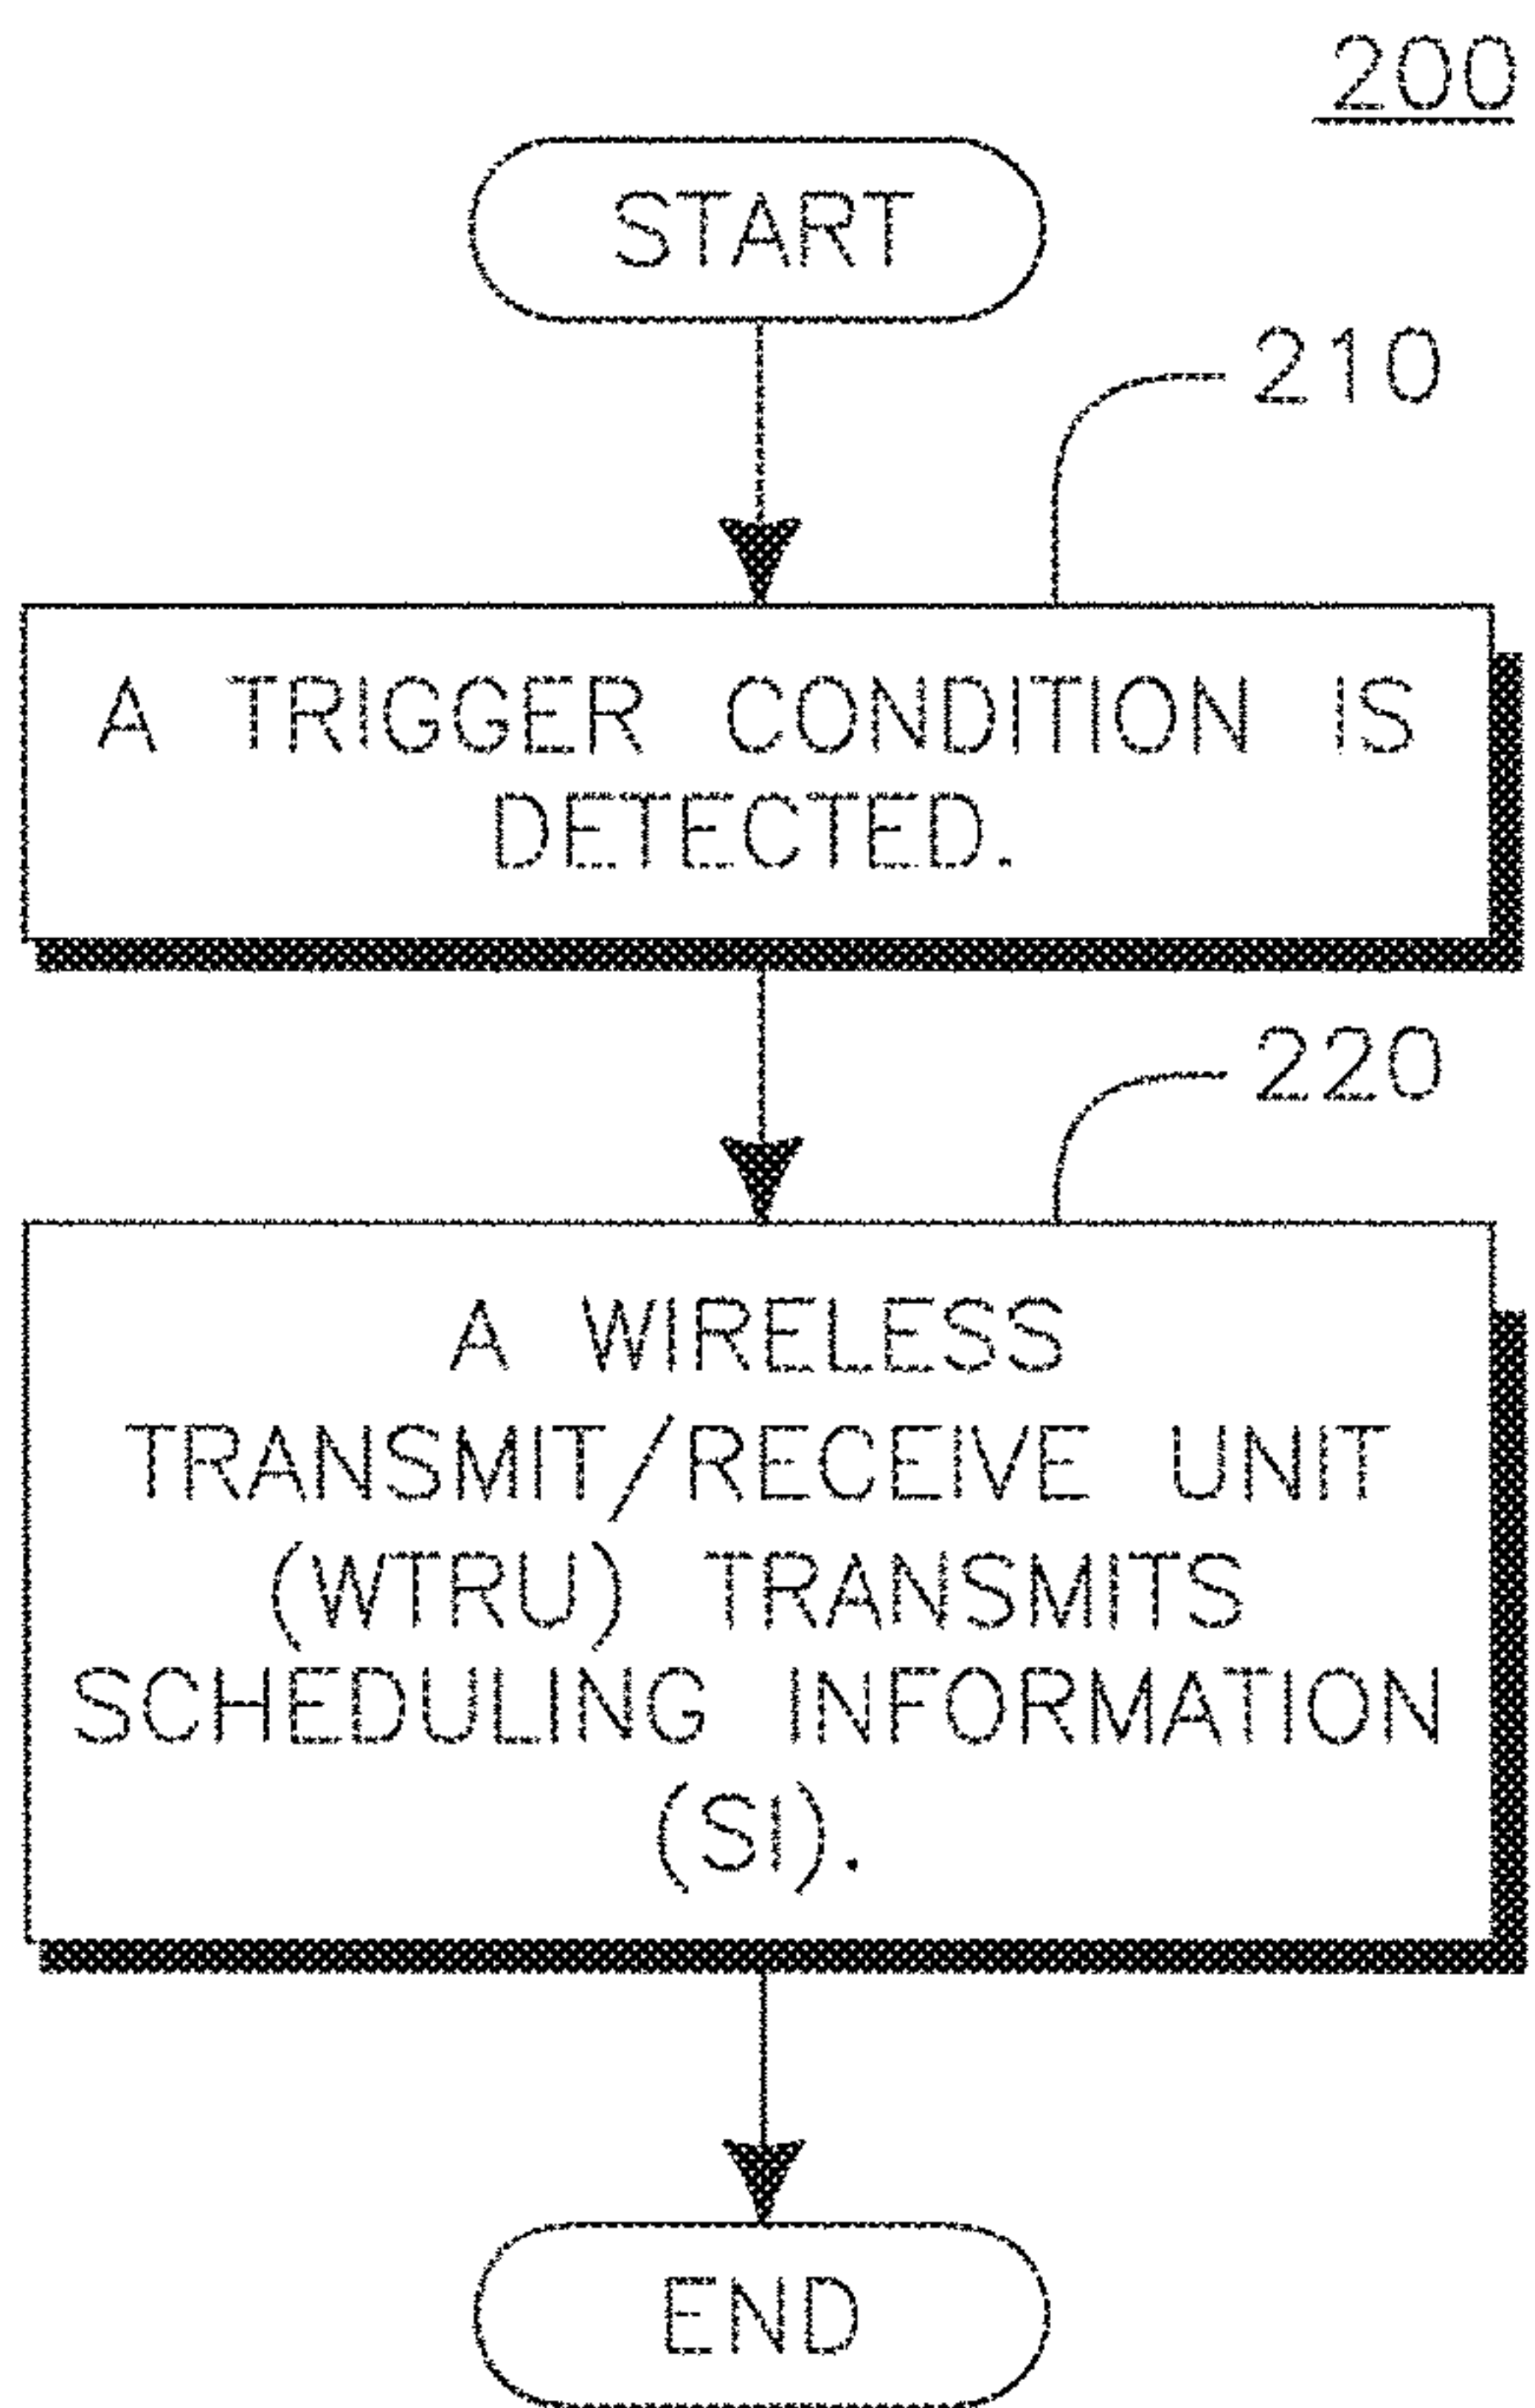 200
START
210
A TRIGGER CONDITION IS
DETECTED.
220
A WIRELESS
TRANSMIT/RECEIVE UNIT
(WTRU) TRANSMITS
SCHEDULING INFORMATION
(SI).
END